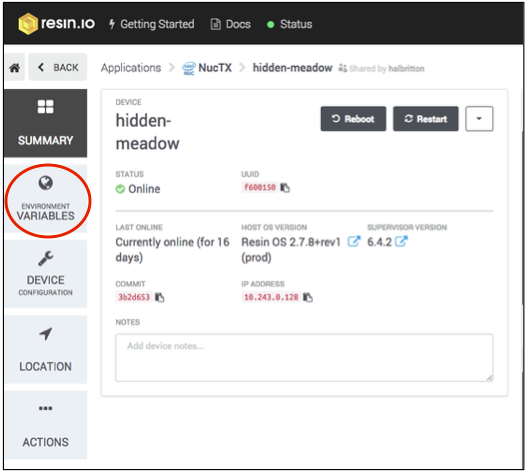 resin.io Getting Started Docs Status
BACK Applications > NucTX > hidden-meadow Shared by halbritton
SUMMARY
ENVIRONMENT
VARIABLES
DEVICE
CONFIGURATION
LOCATION
ACTIONS
DEVICE
hidden-
meadow
Reboot Restart
STATUS UUID
Online f600150
LAST ONLINE HOST OS VERSION SUPERVISOR VERSION
Currently online (for 16 Resin OS 2.7.8+rev1 6.4.2
days) (prod)
COMMIT IP ADDRESS
3b2d653 10.243.0.128
NOTES
Add device notes...